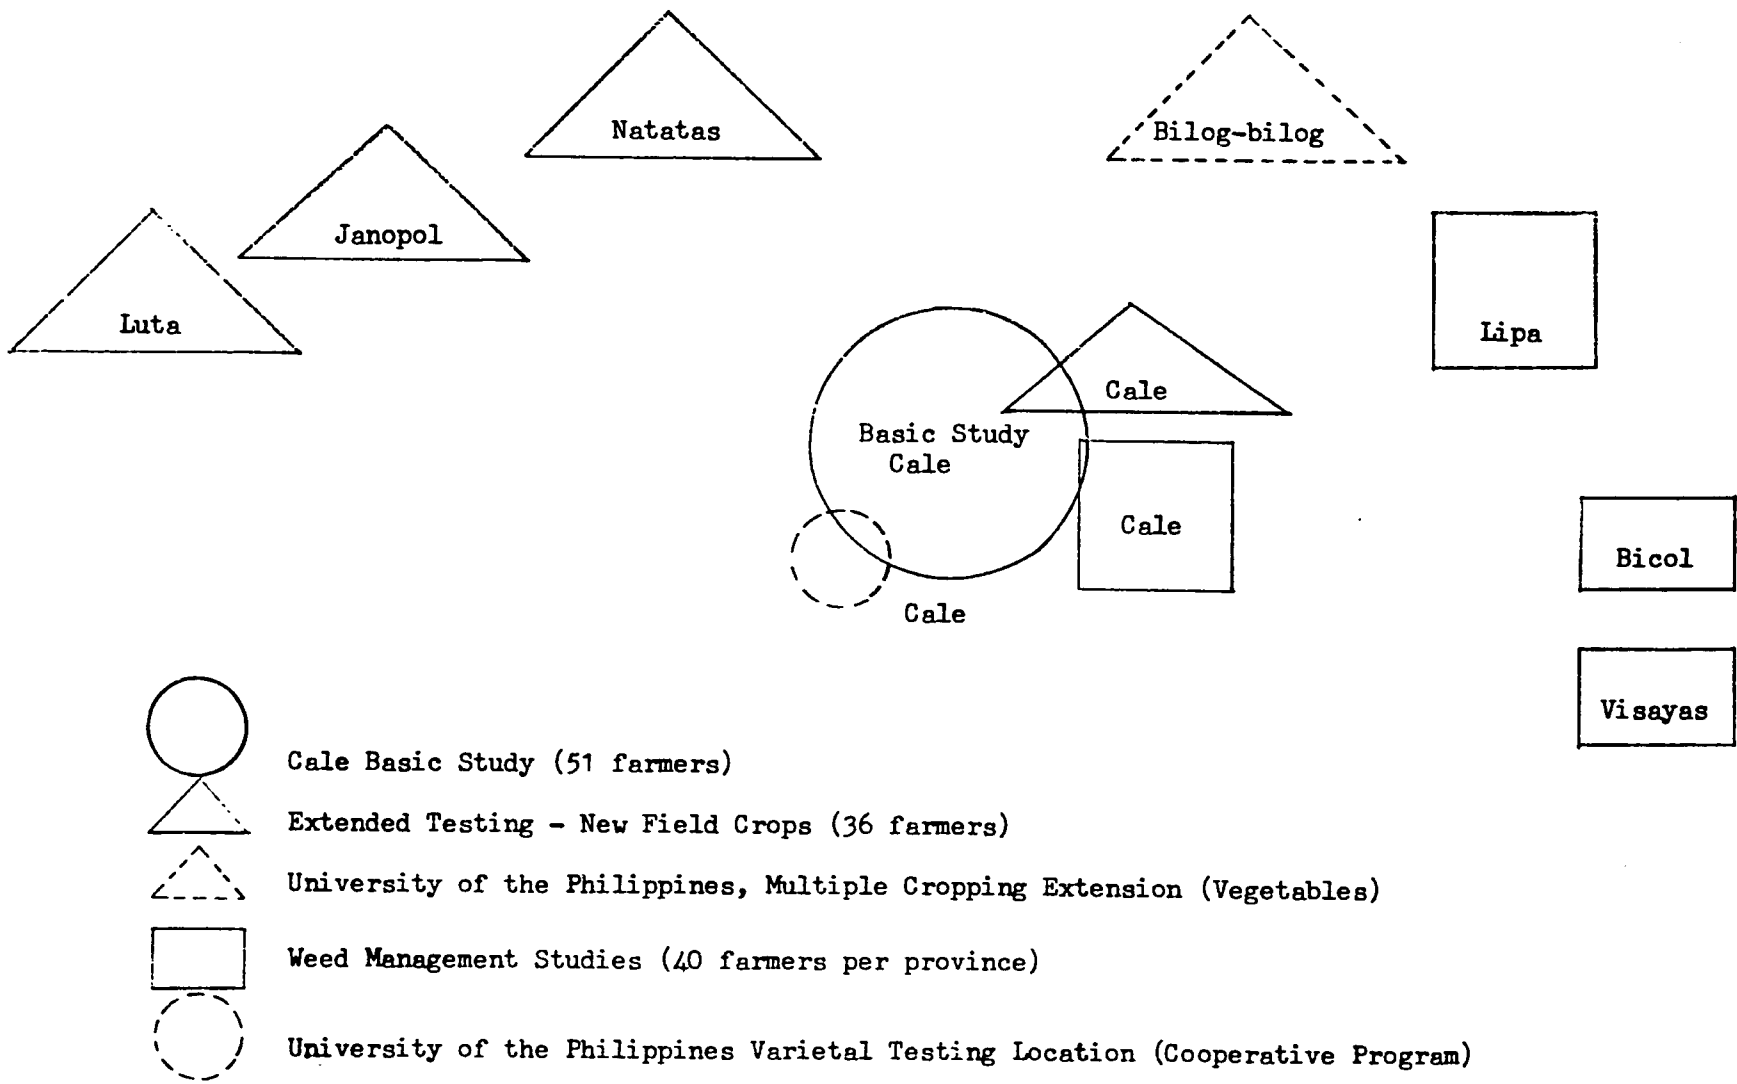 Natatas
Bilog-bilog
Janopol
Luta
Lipa
Cale
Basic Study
Cale
Cale
Bicol
Cale
Visayas
Cale Basic Study (51 farmers)
Extended Testing - New Field Crops (36 farmers)
University of the Philippines, Multiple Cropping Extension (Vegetables)
Weed Management Studies (40 farmers per province)
University of the Philippines Varietal Testing Location (Cooperative Program)